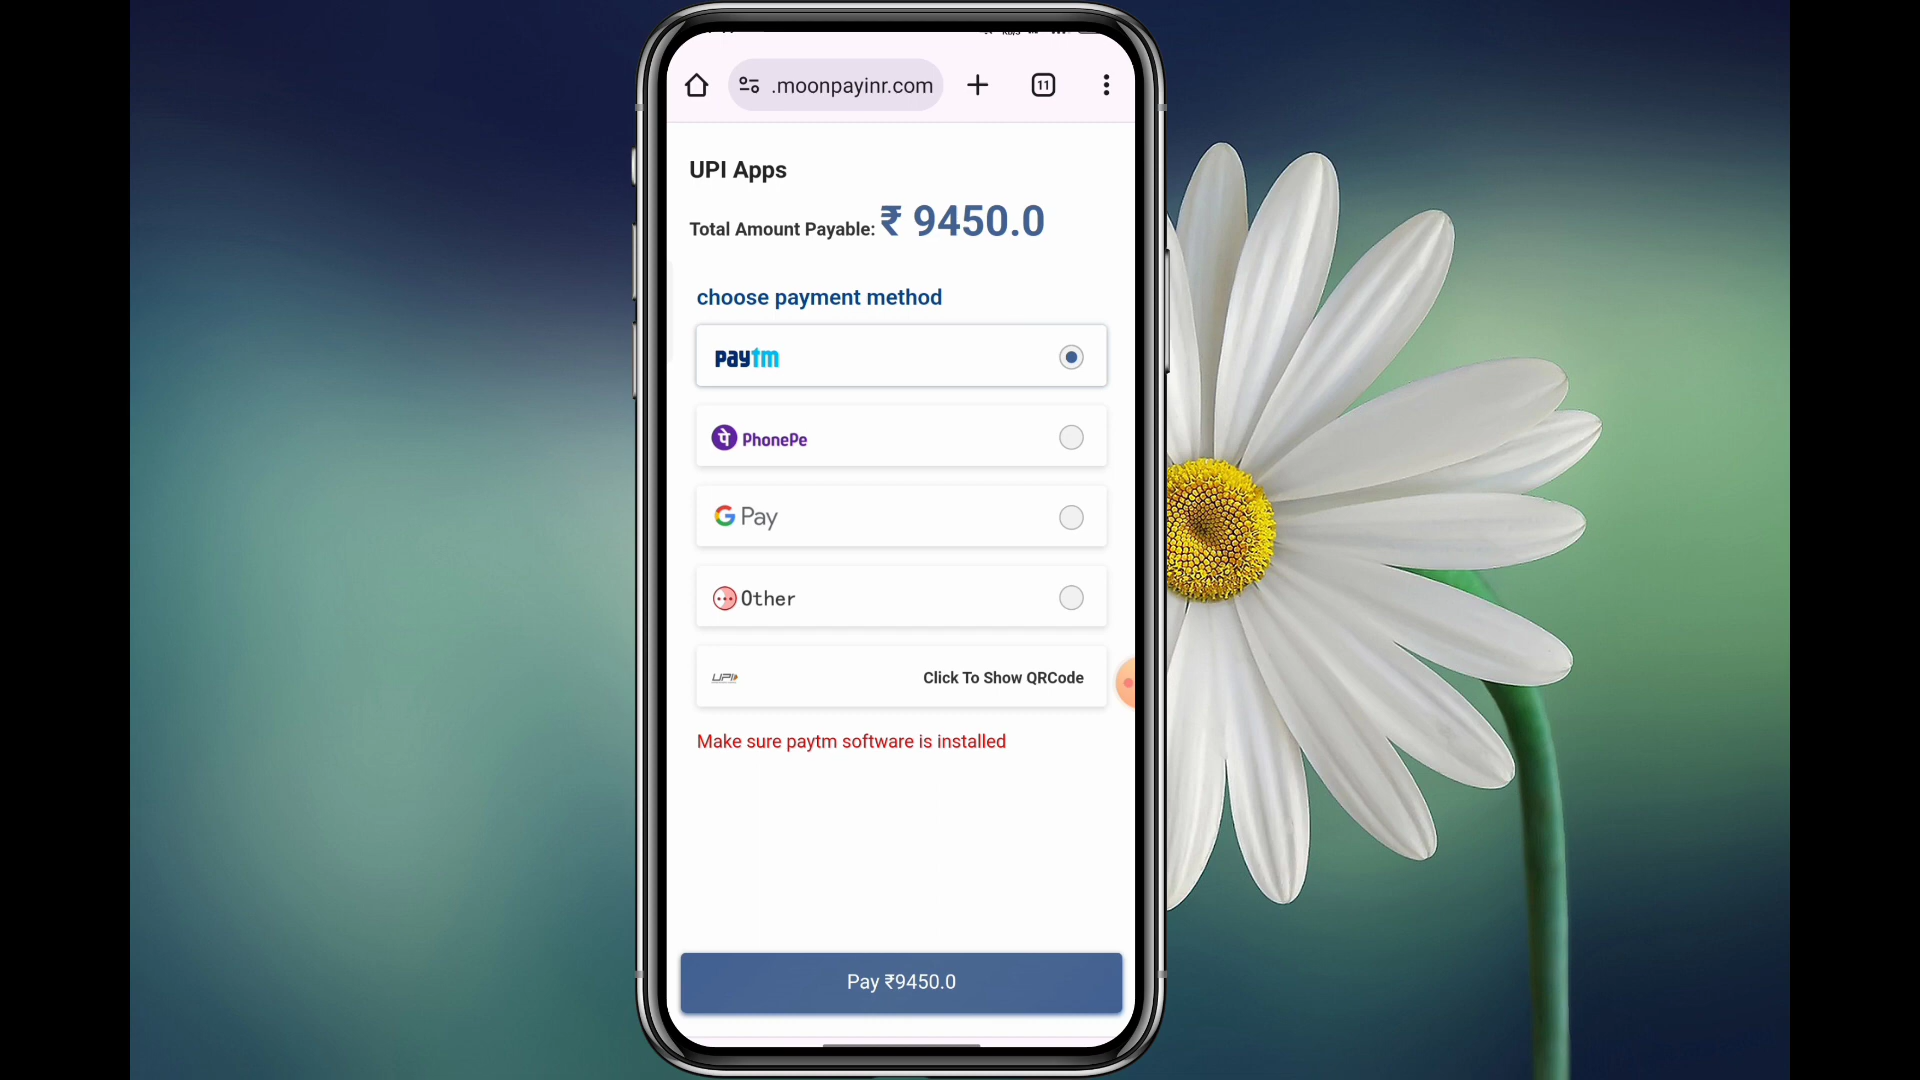 .moonpayinr.com
11
UPI Apps
Total Amount Payable: ₹ 9450.0
choose payment method
paytm
पे PhonePe
G Pay
Other
UPI Click To Show QRCode
Make sure paytm software is installed
Pay ₹9450.0